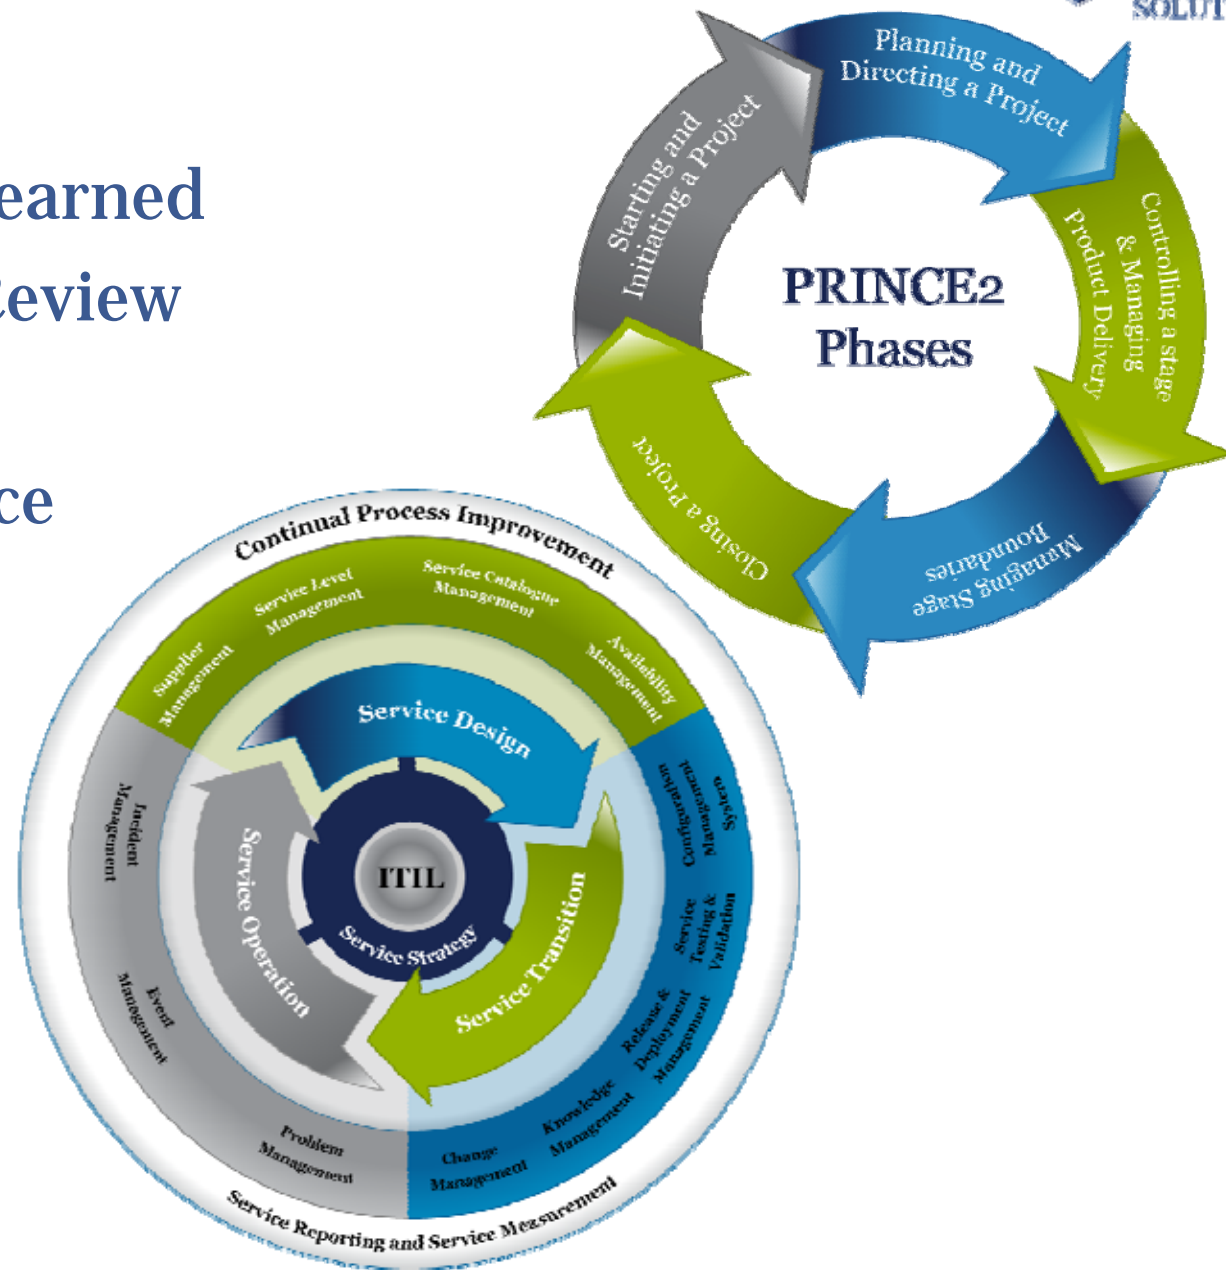 SOLUT
earned
Review
ce
Planning and
Directing a Project
Starting and
Initiating a Project
Controlling a stage
& Managing
Product Delivery
PRINCE2
Phases
Closing a Project
Managing Stage
Boundaries
Continual Process Improvement
Supplier
Management
Service Level
Management
Service Catalogue
Management
Availability
Management
Service Design
Configuration
Management
System
Incident
Management
Service Operation
ITIL
Service Strategy
Service Transition
Service
Testing &
Validation
Event
Management
Release &
Deployment
Management
Knowledge
Management
Problem
Management
Change
Management
Service Reporting and Service Measurement